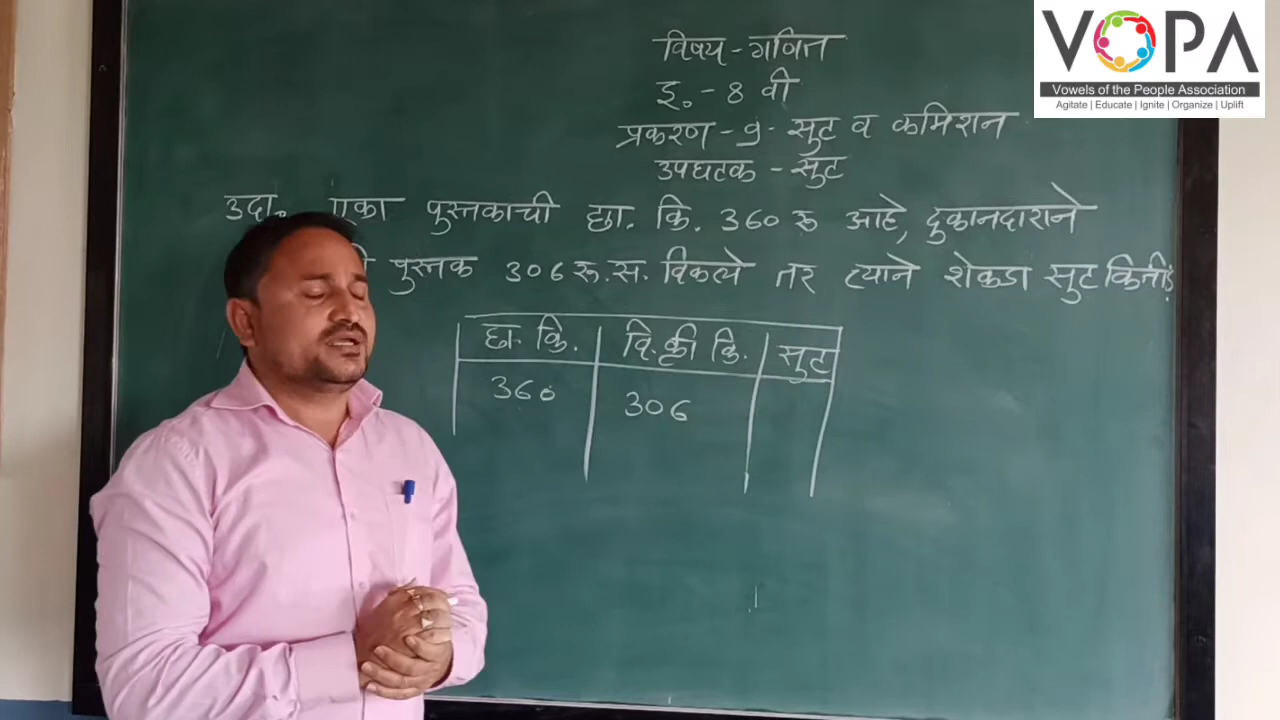 विषय - गणित
इ. - 8 वी
प्रकरण - 9. सुट व कमिशन
उपघटक - सुट
उदा. एका पुस्तकाची छा. कि. 360 रु आहे, दुकानदाराने
पुस्तक 306 रु. स. विकले तर त्याने शेकडा सुट किती?
छा. कि. वि. क्री कि. सुट
360 306
VOPA
Vowels of the People Association
Agitate | Educate | Ignite | Organize | Uplift